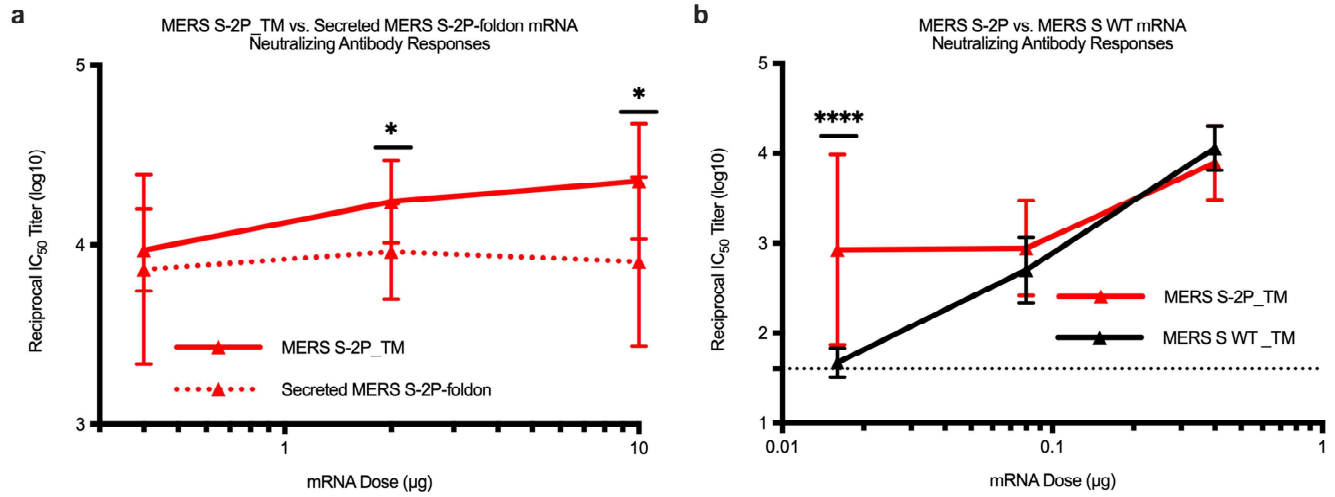 a
MERS S-2P_TM vs. Secreted MERS S-2P-foldon mRNA
Neutralizing Antibody Responses
5
4
3
Reciprocal IC50 Titer (log10)
*
*
MERS S-2P_TM
Secreted MERS S-2P-foldon
1
10
mRNA Dose (µg)
b
MERS S-2P vs. MERS S WT mRNA
Neutralizing Antibody Responses
5
4
3
2
1
Reciprocal IC50 Titer (log10)
****
MERS S-2P_TM
MERS S WT _TM
0.01
0.1
1
mRNA Dose (µg)